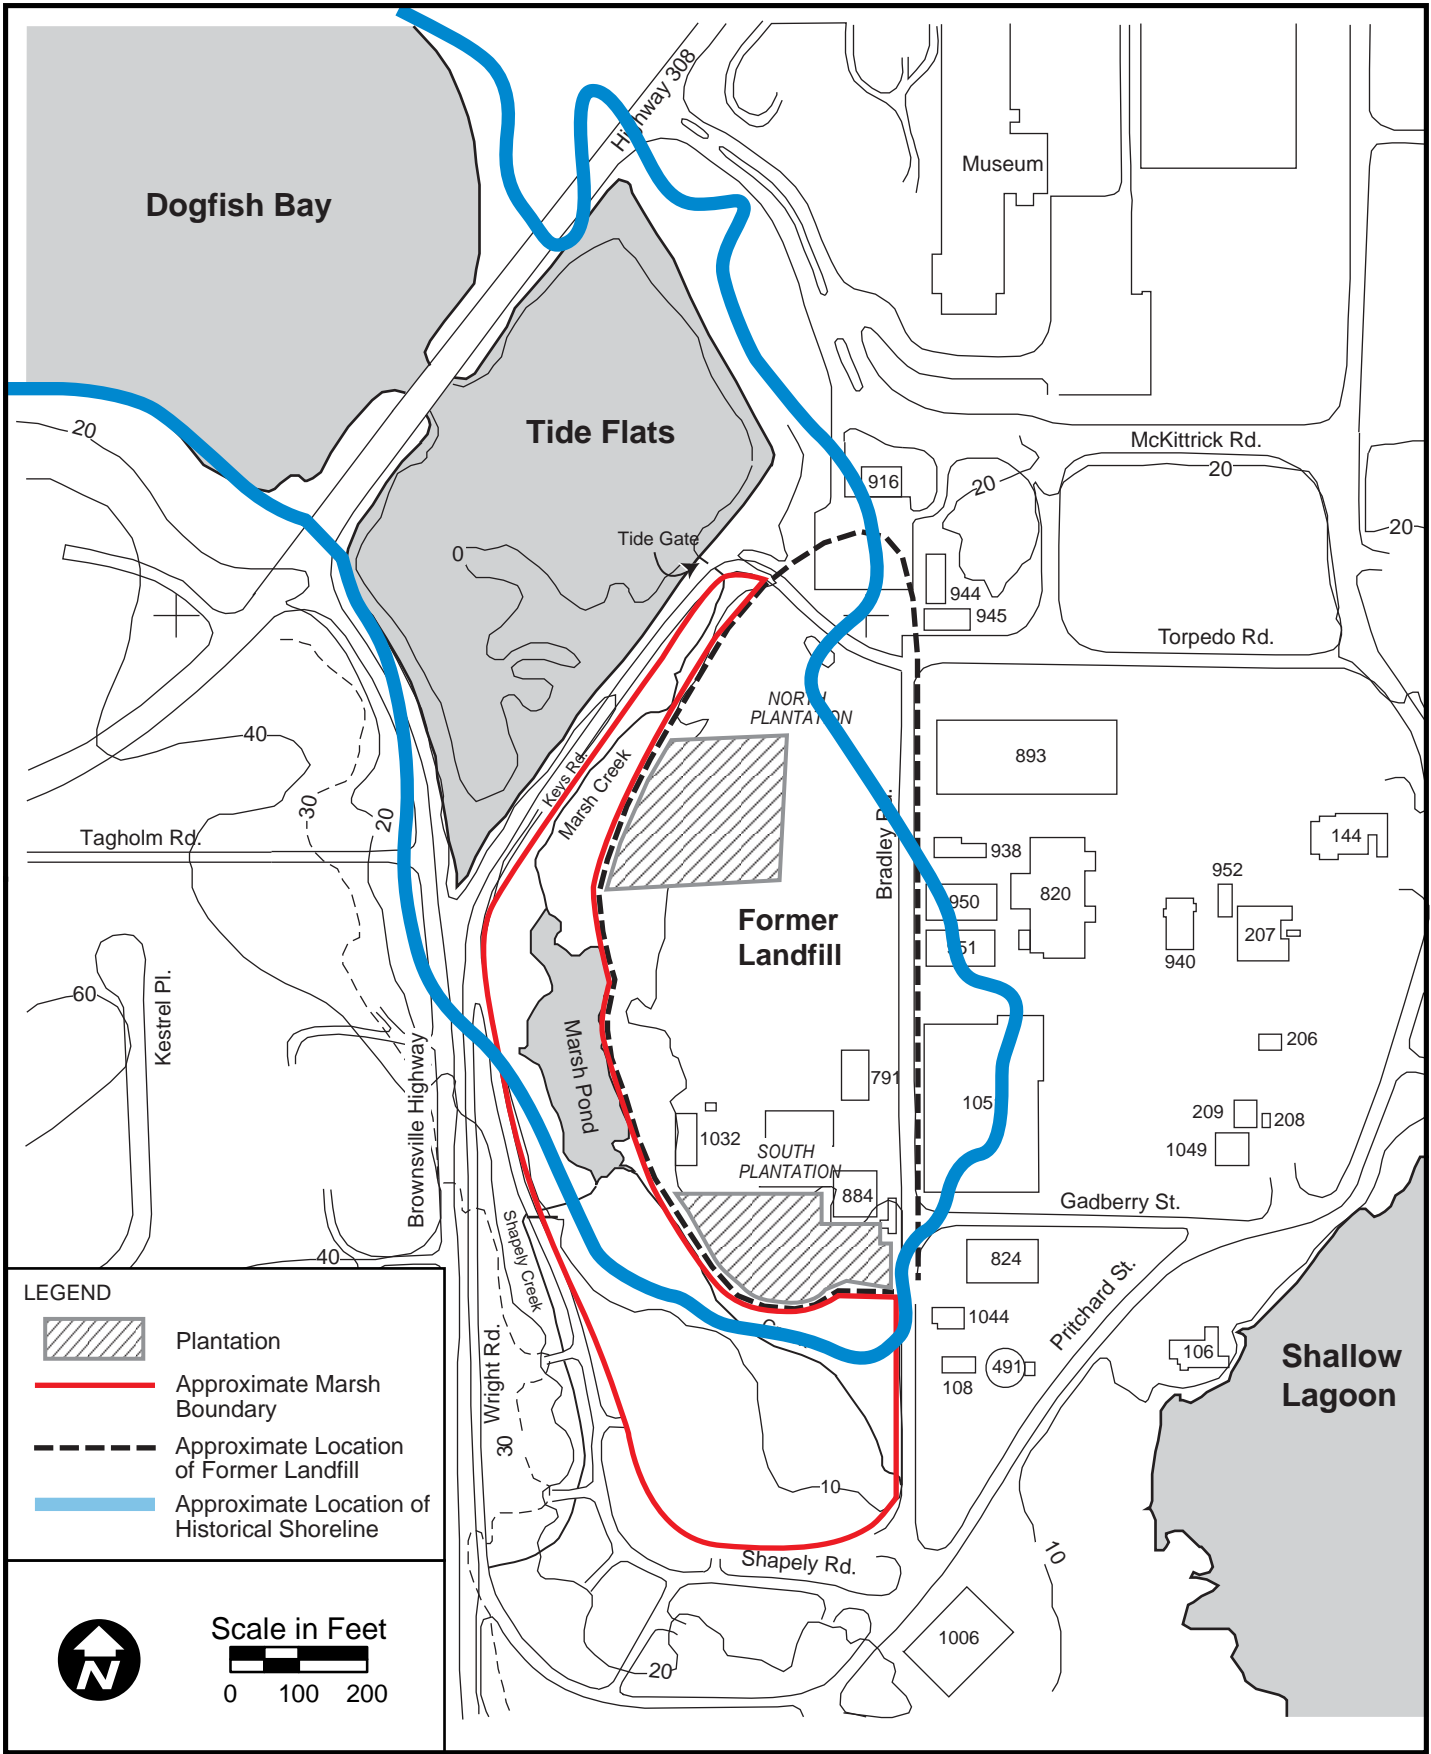 Highway 308
Museum
Dogfish Bay
Tide Flats
McKittrick Rd.
20
20
20
20
916
Tide Gate
0
944
945
Torpedo Rd.
NORTH
PLANTATION
40
893
Keys Rd.
Marsh Creek
30
20
Tagholm Rd.
Bradley Rd.
938
144
952
820
950
Former
Landfill
207
951
940
60
Kestrel Pl.
Marsh Pond
206
791
Brownsville Highway
105
209
208
1032
1049
SOUTH
PLANTATION
884
Gadberry St.
Shapely Creek
40
824
Pritchard St.
1044
106
491
108
Shallow
Lagoon
Wright Rd.
30
10
10
Shapely Rd.
1006
20
LEGEND
Plantation
Approximate Marsh
Boundary
Approximate Location
of Former Landfill
Approximate Location of
Historical Shoreline
N
Scale in Feet
0 100 200